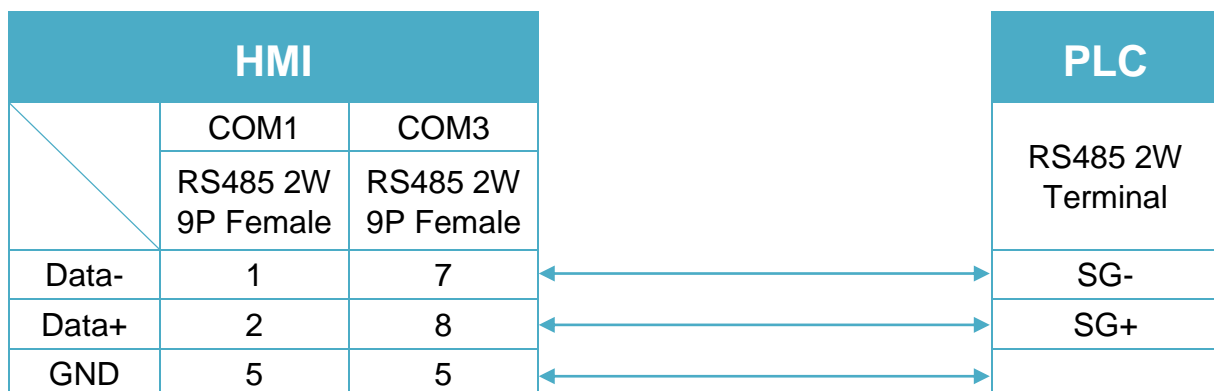 HMI PLC
COM1 COM3
RS485 2W
9P Female
RS485 2W
9P Female
RS485 2W
Terminal
Data- 1 7 SG-
Data+ 2 8 SG+
GND 5 5